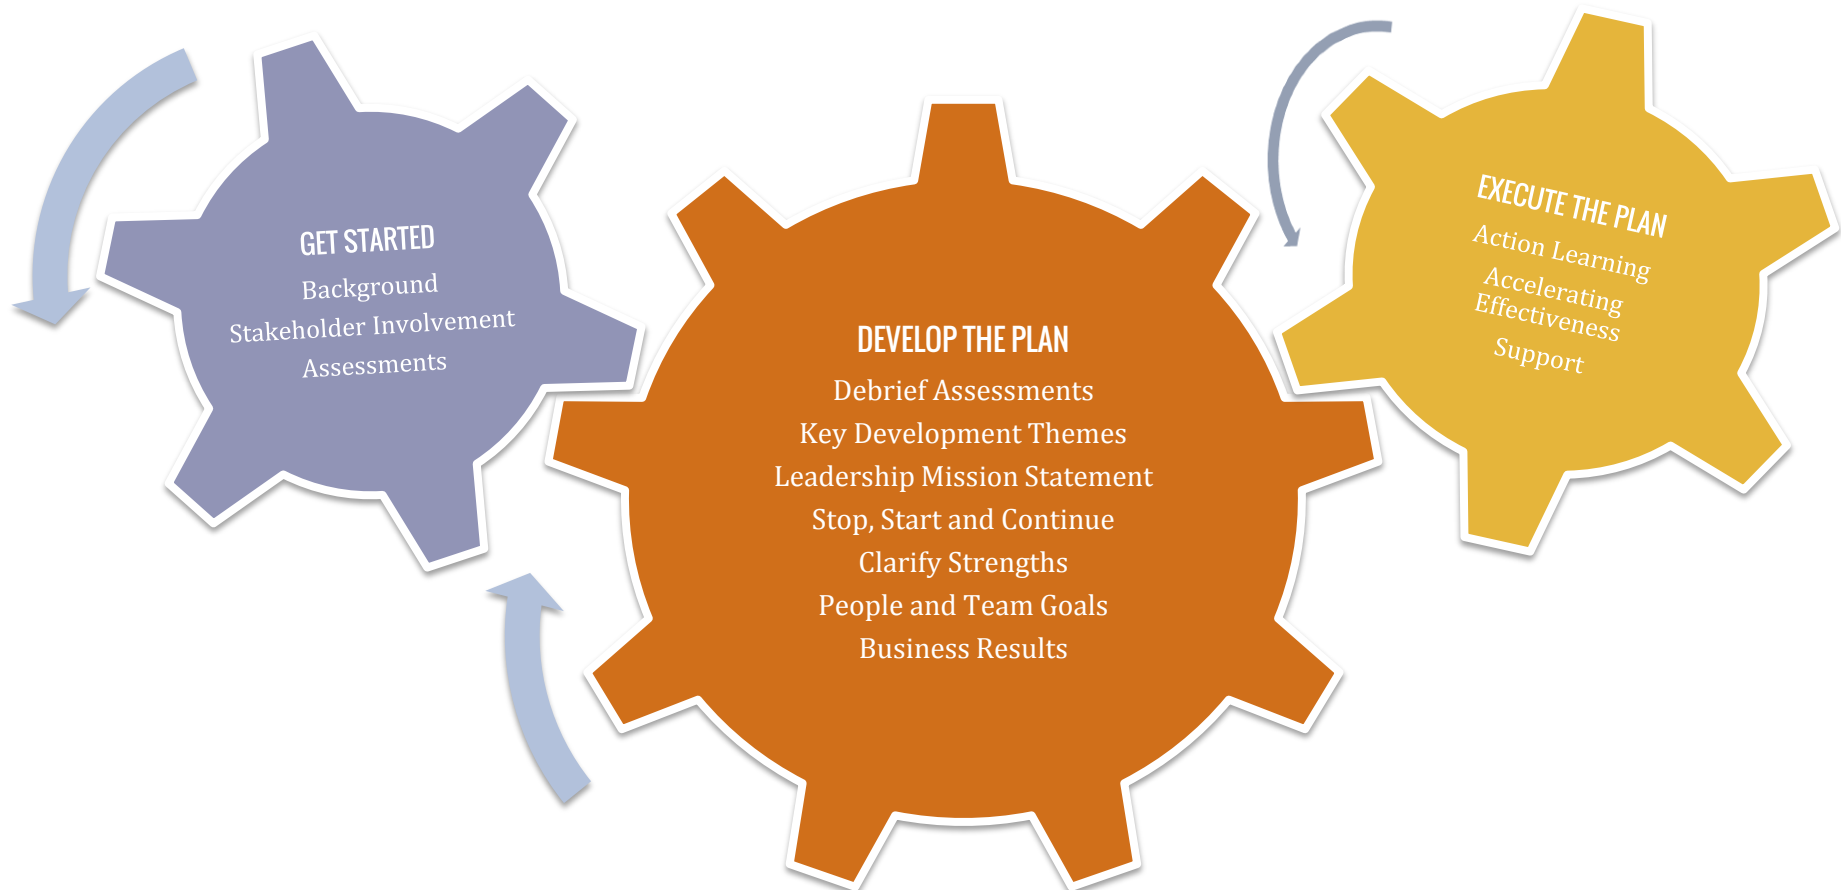 GET STARTED
Background
Stakeholder Involvement
Assessments
DEVELOP THE PLAN
Debrief Assessments
Key Development Themes
Leadership Mission Statement
Stop, Start and Continue
Clarify Strengths
People and Team Goals
Business Results
EXECUTE THE PLAN
Action Learning
Accelerating
Effectiveness
Support